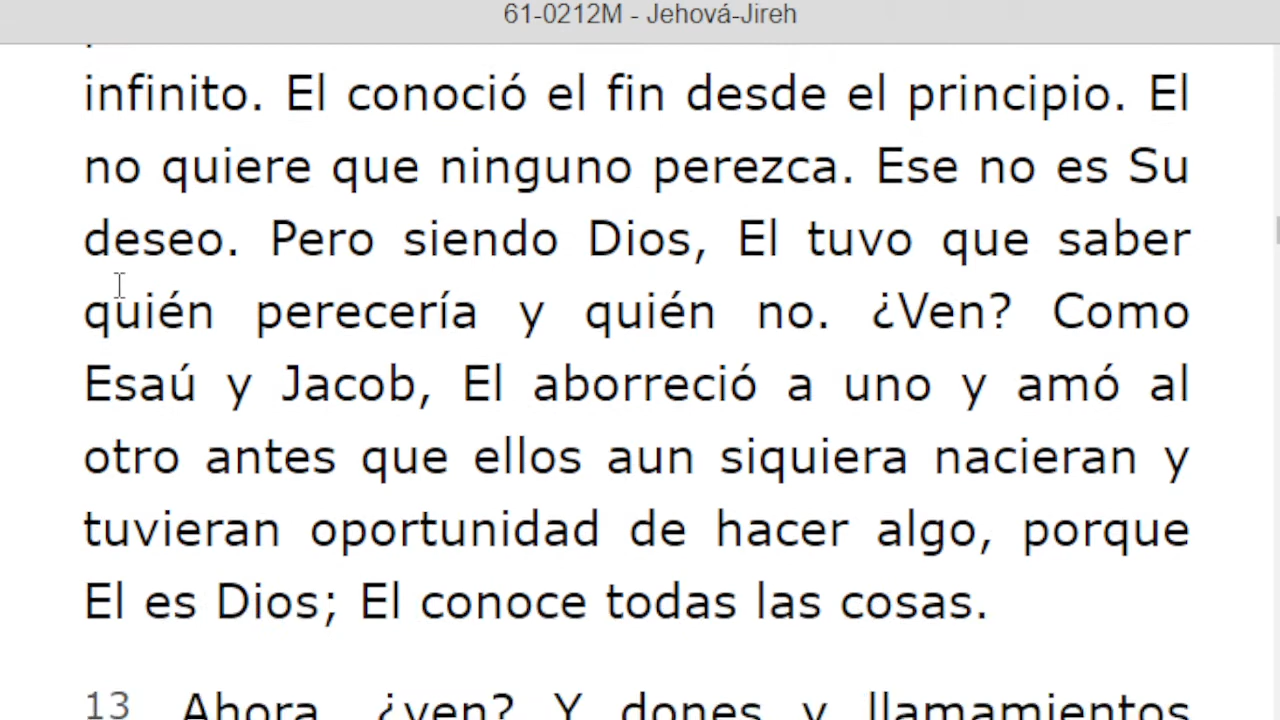 61-0212M - Jehová-Jireh
infinito. El conoció el fin desde el principio. El
no quiere que ninguno perezca. Ese no es Su
deseo. Pero siendo Dios, El tuvo que saber
quién perecería y quién no. ¿Ven? Como
Esaú y Jacob, El aborreció a uno y amó al
otro antes que ellos aun siquiera nacieran y
tuvieran oportunidad de hacer algo, porque
El es Dios; El conoce todas las cosas.
13 Ahora, ¿ven? Y dones y llamamientos